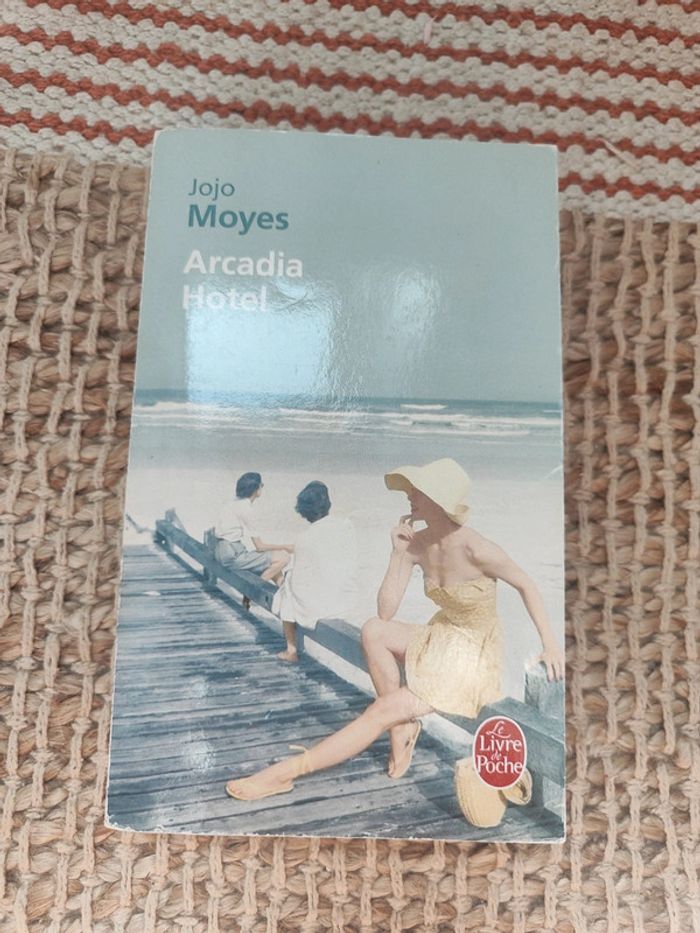 Jojo
Moyes
Arcadia
Hotel
Le
Livre
de
Poche